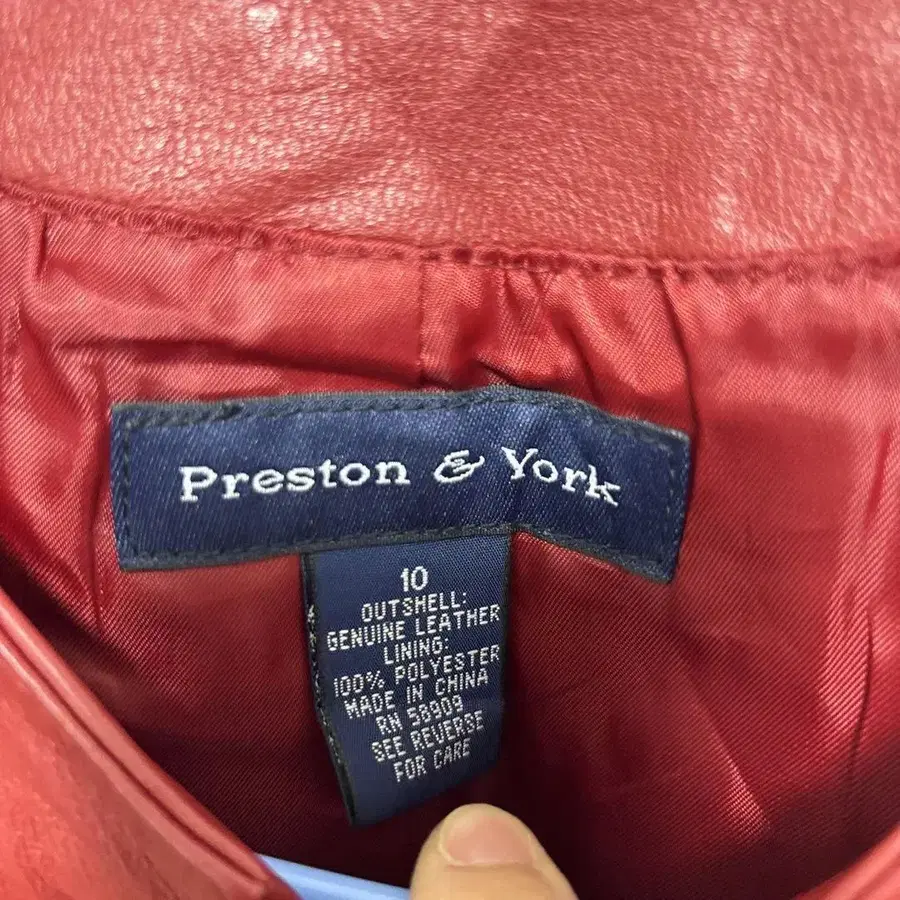 Preston & York
10
OUTSHELL:
GENUINE LEATHER
LINING:
100% POLYESTER
MADE IN CHINA
RN 58909
SEE REVERSE
FOR CARE